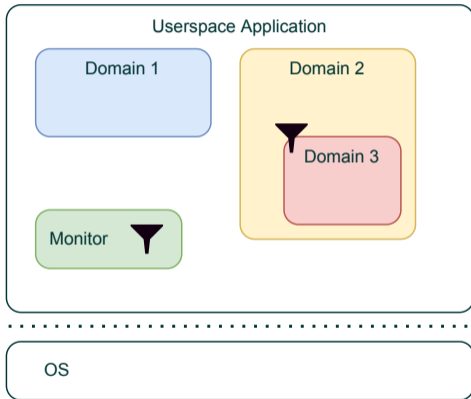 Userspace Application
Domain 1
Domain 2
Domain 3
Monitor
OS